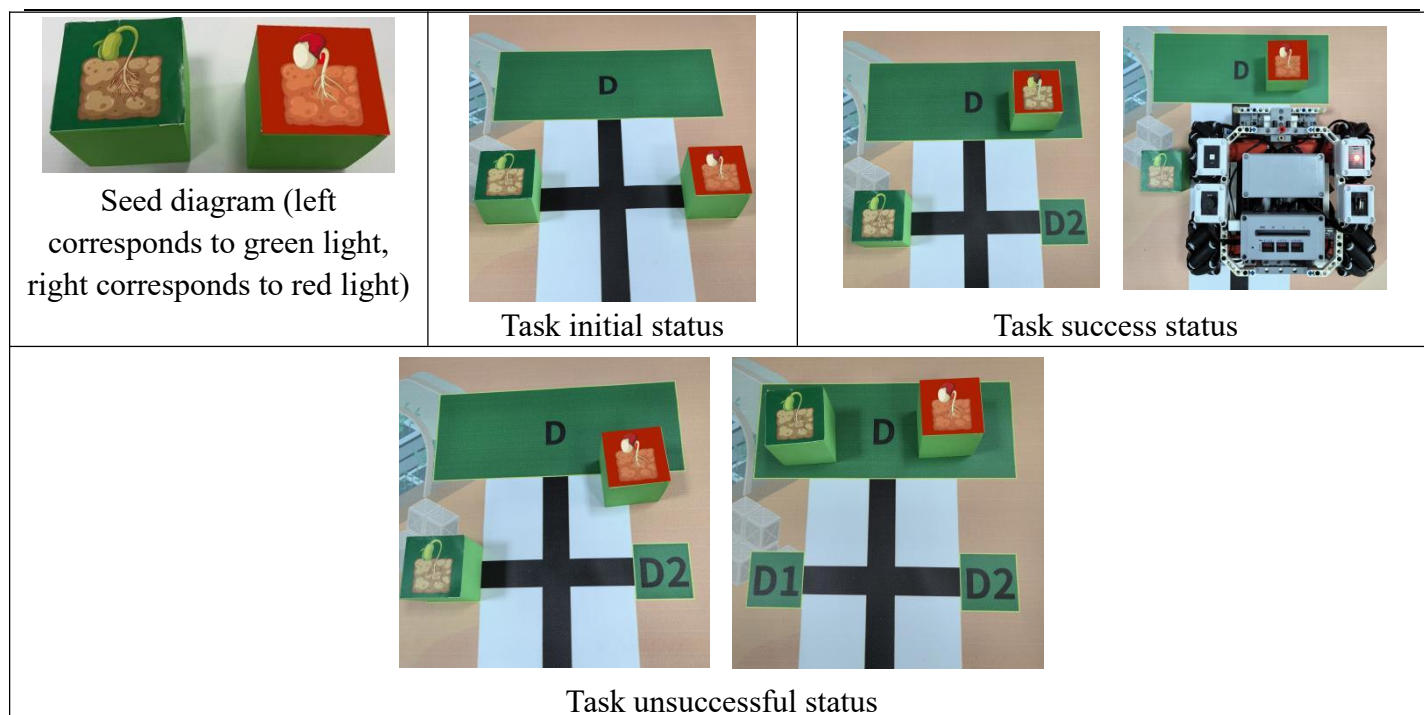 Seed diagram (left
corresponds to green light,
right corresponds to red light)
D
Task initial status
D
D2
D
Task success status
D
D2
D
D1
D2
Task unsuccessful status